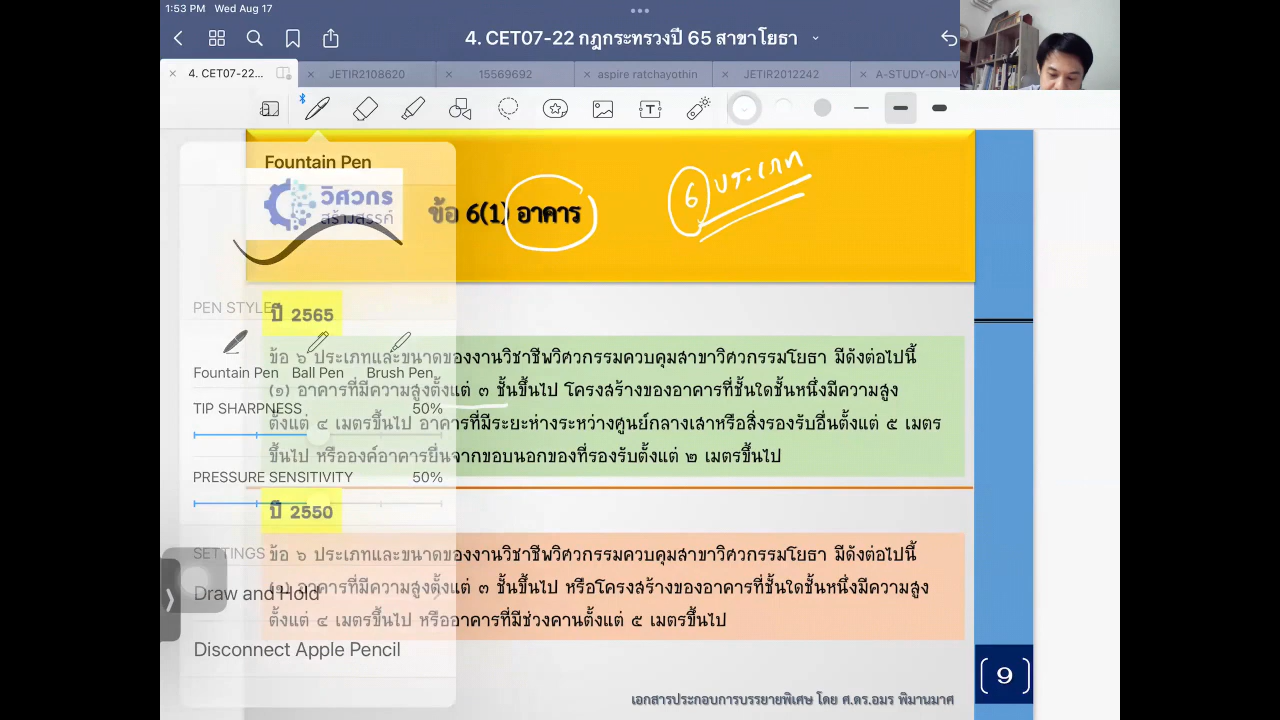 1:53 PM Wed Aug 17
4. CET07-22 กฎกระทรวงปี 65 สาขาโยธา
4. CET07-22...
JETIR2108620
15569692
aspire ratchayothin
JETIR2012242
A-STUDY-ON-V
Fountain Pen
วิศวกร
สร้างสรรค์
ข้อ 6(1) อาคาร
6 ประเภท
PEN STYLE
ปี 2565
Fountain Pen
Ball Pen
Brush Pen
ข้อ ๖ ประเภทและขนาดของงานวิชาชีพวิศวกรรมควบคุมสาขาวิศวกรรมโยธา มีดังต่อไปนี้
(๑) อาคารที่มีความสูงตั้งแต่ ๓ ชั้นขึ้นไป โครงสร้างของอาคารที่ชั้นใดชั้นหนึ่งมีความสูง
TIP SHARPNESS 50%
ตั้งแต่ ๔ เมตรขึ้นไป อาคารที่มีระยะห่างระหว่างศูนย์กลางเสาหรือสิ่งรองรับอื่นตั้งแต่ ๕ เมตร
ขึ้นไป หรือองค์อาคารยื่นจากขอบนอกของที่รองรับตั้งแต่ ๒ เมตรขึ้นไป
PRESSURE SENSITIVITY 50%
ปี 2550
SETTINGS
ข้อ ๖ ประเภทและขนาดของงานวิชาชีพวิศวกรรมควบคุมสาขาวิศวกรรมโยธา มีดังต่อไปนี้
Draw and Hold
(๑) อาคารที่มีความสูงตั้งแต่ ๓ ชั้นขึ้นไป หรือโครงสร้างของอาคารที่ชั้นใดชั้นหนึ่งมีความสูง
ตั้งแต่ ๔ เมตรขึ้นไป หรืออาคารที่มีช่วงคานตั้งแต่ ๕ เมตรขึ้นไป
Disconnect Apple Pencil
9
เอกสารประกอบการบรรยายพิเศษ โดย ศ.ดร.อมร พิมานมาศ